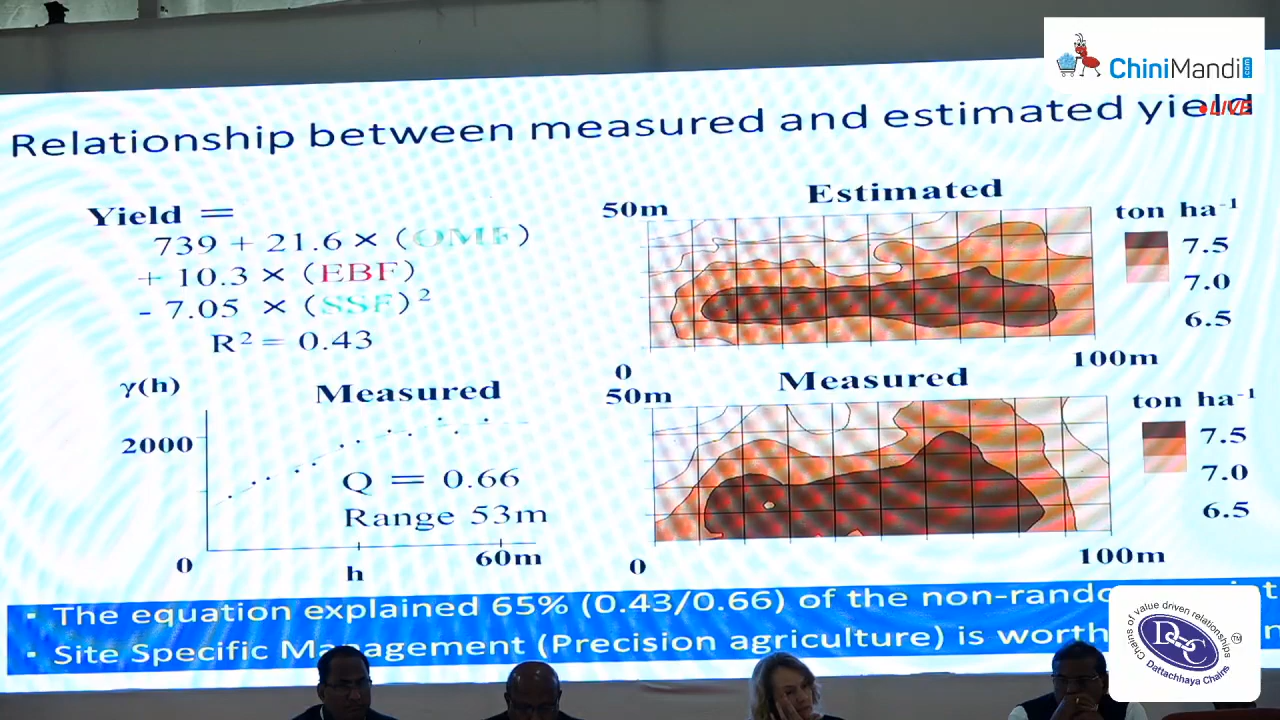 ChiniMandi.com
LIVE
Relationship between measured and estimated yield
Yield =
739 + 21.6 × (OMF)
+ 10.3 × (EBF)
- 7.05 × (SSF)²
R² = 0.43
Estimated
50m
ton ha⁻¹
7.5
7.0
6.5
0
100m
γ(h)
Measured
2000
Q = 0.66
Range 53m
0
h
60m
Measured
50m
ton ha⁻¹
7.5
7.0
6.5
0
100m
▪ The equation explained 65% (0.43/0.66) of the
▪ Site Specific Management (Precision agriculture) is
Chains of value driven relationships
TM
DCC
Dattachhaya Chains